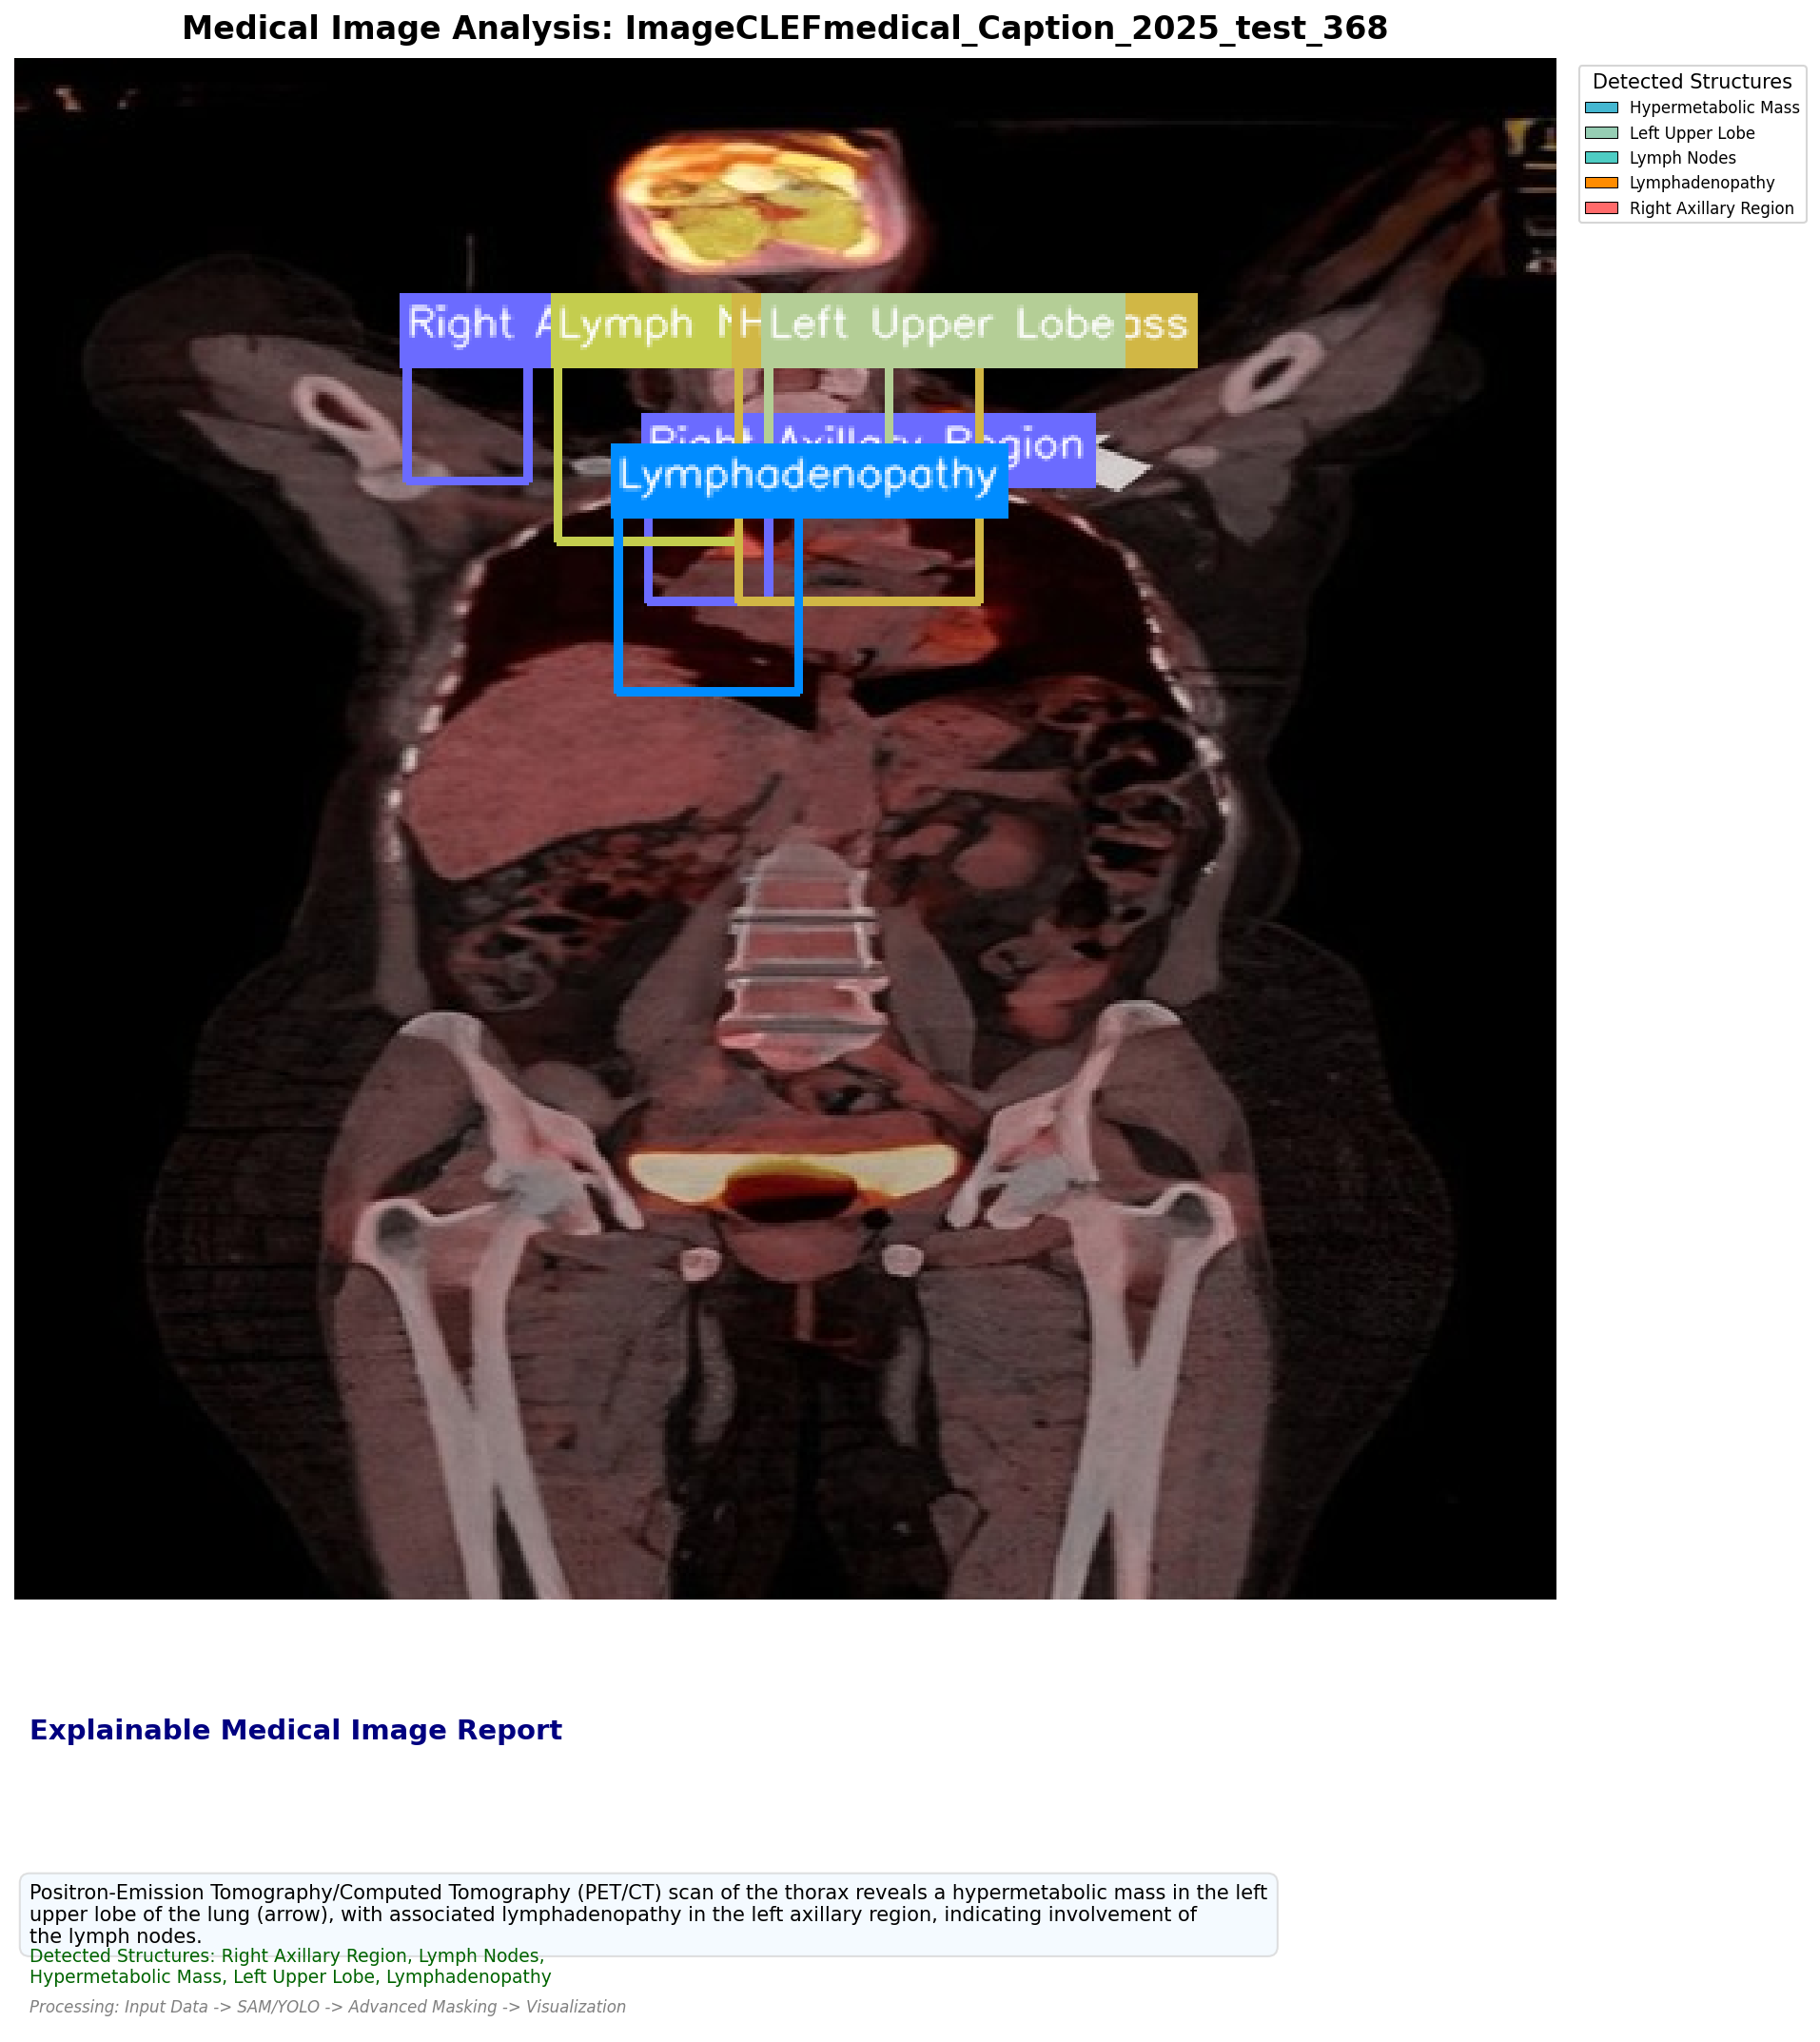 Medical Image Analysis: ImageCLEFmedical_Caption_2025_test_368
Detected Structures
Hypermetabolic Mass
Left Upper Lobe
Lymph Nodes
Lymphadenopathy
Right Axillary Region
Right A Lymph N H Left Upper Lobe ass
Right Axillary Region
Lymphadenopathy
Explainable Medical Image Report
Positron-Emission Tomography/Computed Tomography (PET/CT) scan of the thorax reveals a hypermetabolic mass in the left
upper lobe of the lung (arrow), with associated lymphadenopathy in the left axillary region, indicating involvement of
the lymph nodes.
Detected Structures: Right Axillary Region, Lymph Nodes,
Hypermetabolic Mass, Left Upper Lobe, Lymphadenopathy
Processing: Input Data -> SAM/YOLO -> Advanced Masking -> Visualization